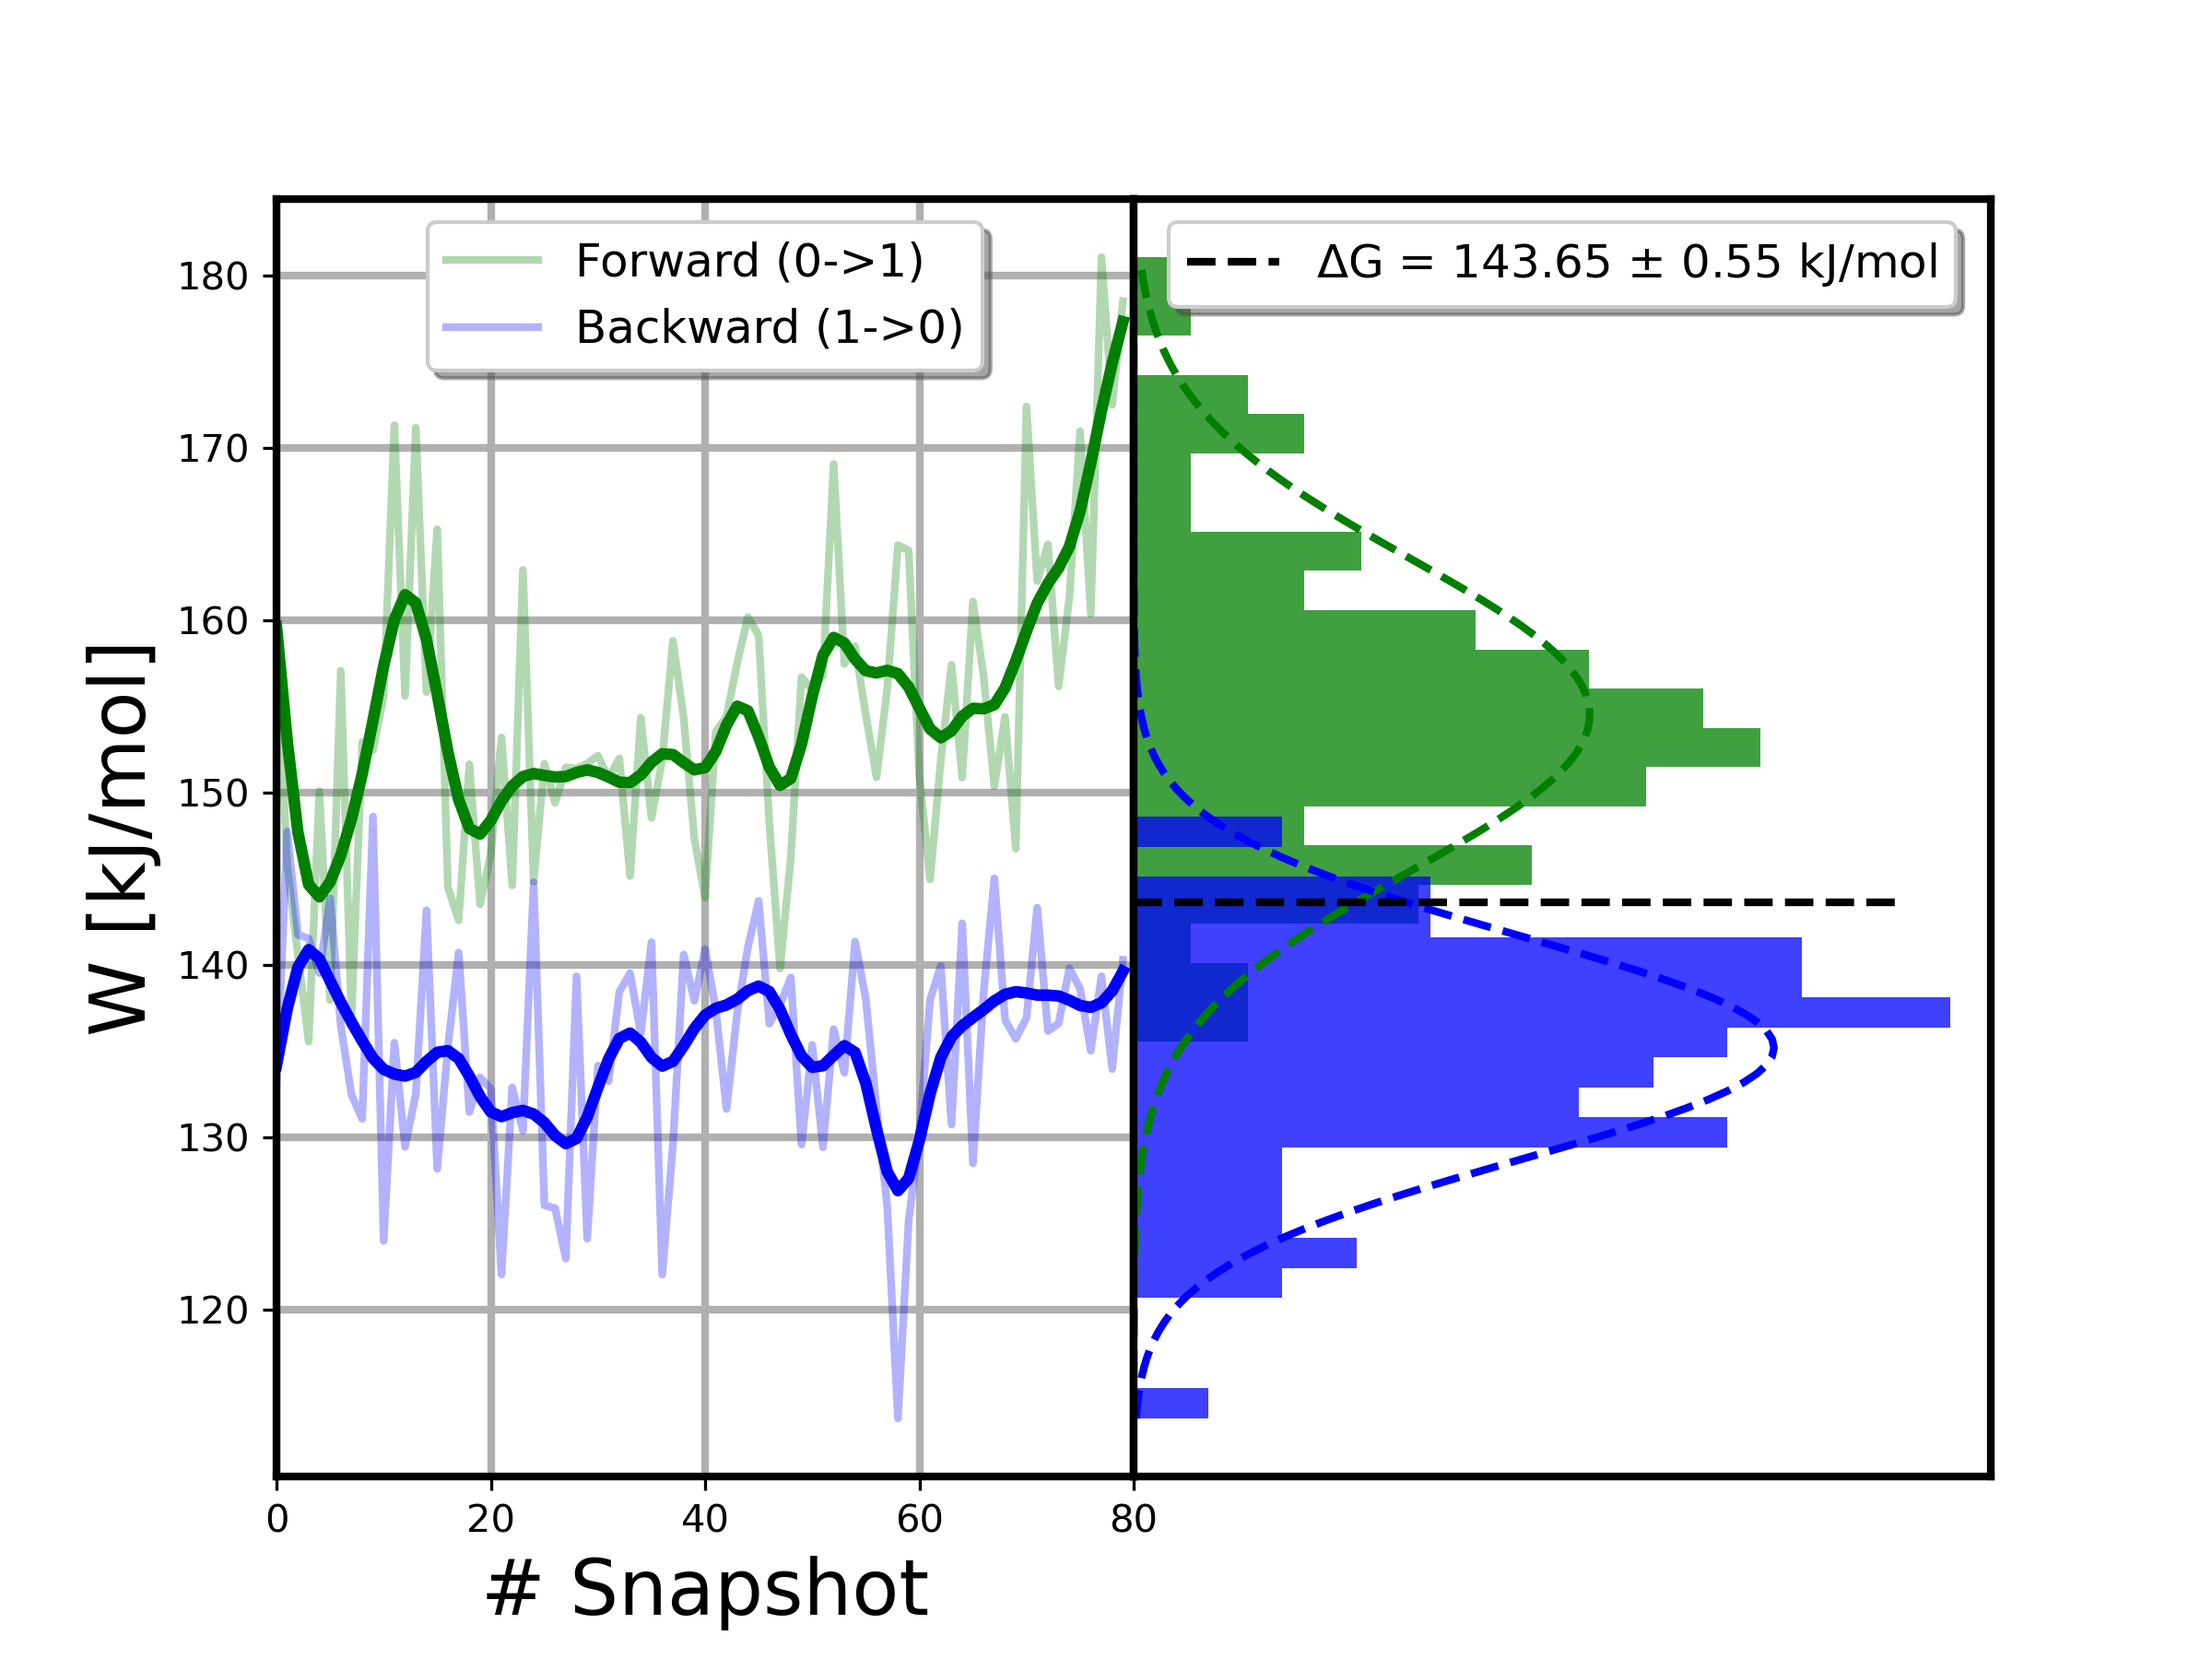 Forward (0->1)
Backward (1->0)
ΔG = 143.65 ± 0.55 kJ/mol
180
170
160
150
140
130
120
W [kJ/mol]
0 20 40 60 80
# Snapshot